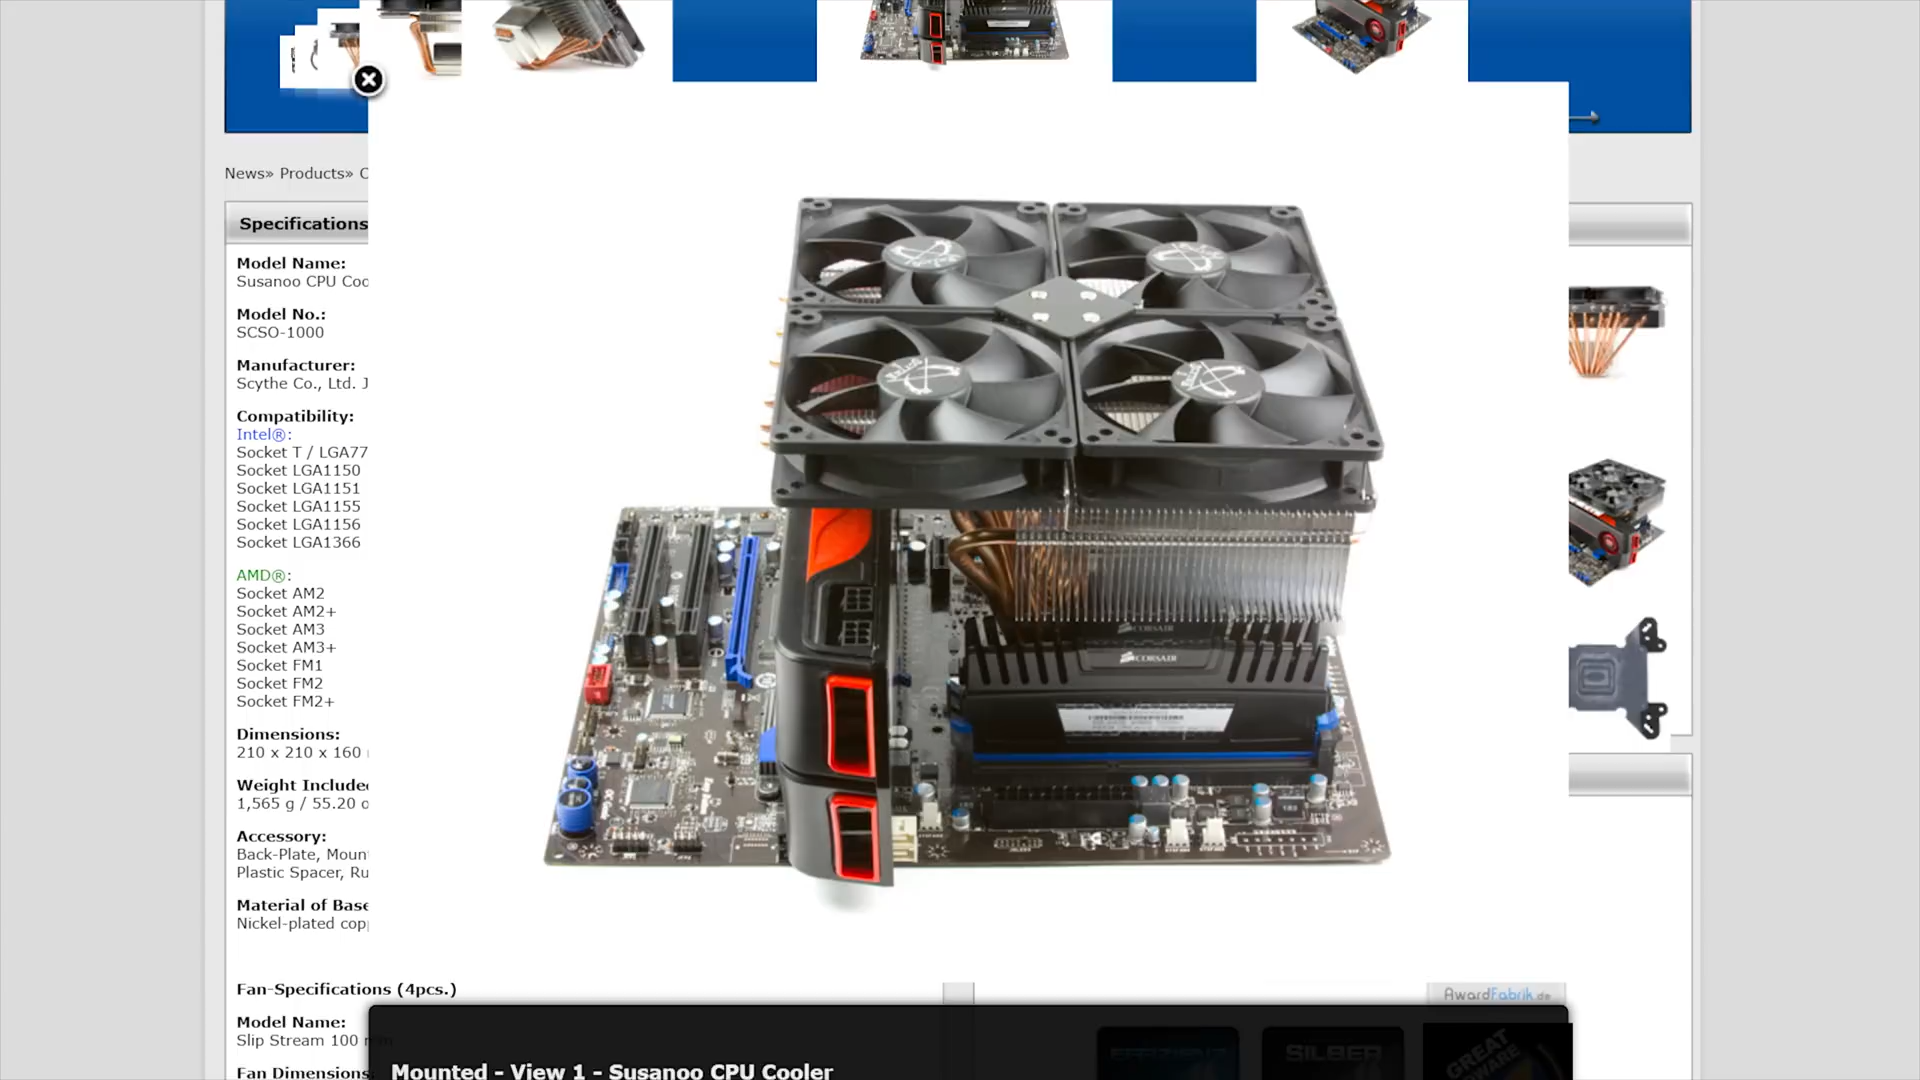 News» Products»
Specifications
Model Name:
Susanoo CPU Coo
Model No.:
SCSO-1000
Manufacturer:
Scythe Co., Ltd. J
Compatibility:
Intel®:
Socket T / LGA77
Socket LGA1150
Socket LGA1151
Socket LGA1155
Socket LGA1156
Socket LGA1366
AMD®:
Socket AM2
Socket AM2+
Socket AM3
Socket AM3+
Socket FM1
Socket FM2
Socket FM2+
Dimensions:
210 x 210 x 160
Weight Include
1,565 g / 55.20 o
Accessory:
Back-Plate, Moun
Plastic Spacer, Ru
Material of Base
Nickel-plated cop
Fan-Specifications (4pcs.)
Model Name:
Slip Stream 100 mm
Fan Dimensions
CORSAIR
CORSAIR
AwardFabrik.de
EFFIZIENT
SILBER
GREAT
Mounted - View 1 - Susanoo CPU Cooler